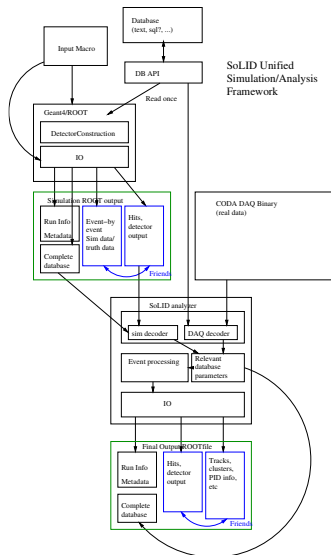 Database
(text, sql?, ...)
Input Macro
SoLID Unified
Simulation/Analysis
Framework
DB API
Read once
Geant4/ROOT
DetectorConstruction
IO
Simulation ROOT output
Run Info
Metadata
Complete
database
Event−by
event
Sim data/
truth data
Hits,
detector
output
Friends
CODA DAQ Binary
(real data)
SoLID analyzer
sim decoder
DAQ decoder
Event processing
Relevant
database
parameters
IO
Final Output ROOTfile
Run Info
Metadata
Complete
database
Hits,
detector
output
Tracks,
clusters,
PID info,
etc
Friends